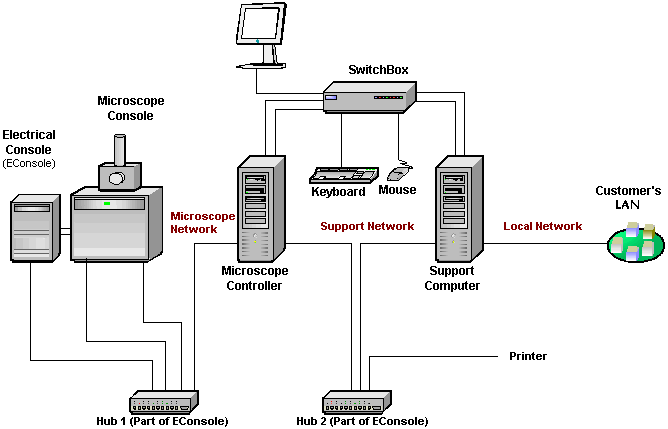 SwitchBox
Microscope
Console
Electrical
Console
(EConsole)
Keyboard
Mouse
Customer's
LAN
Microscope
Network
Support Network
Local Network
Microscope
Controller
Support
Computer
Printer
Hub 1 (Part of EConsole)
Hub 2 (Part of EConsole)